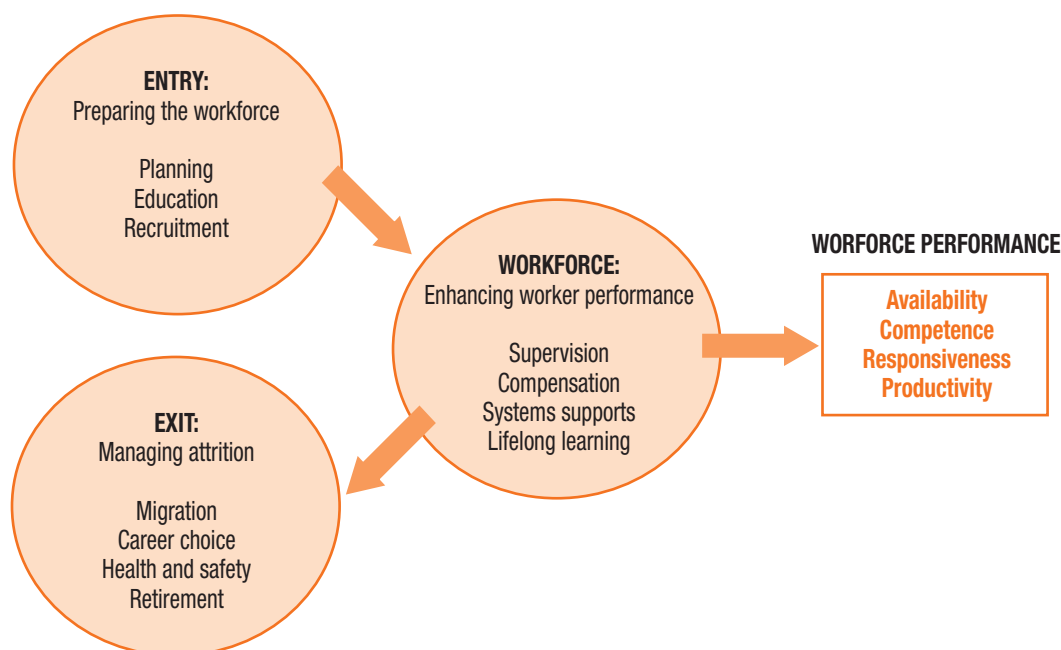 ENTRY:
Preparing the workforce
Planning
Education
Recruitment
WORKFORCE:
Enhancing worker performance
Supervision
Compensation
Systems supports
Lifelong learning
EXIT:
Managing attrition
Migration
Career choice
Health and safety
Retirement
WORFORCE PERFORMANCE
Availability
Competence
Responsiveness
Productivity